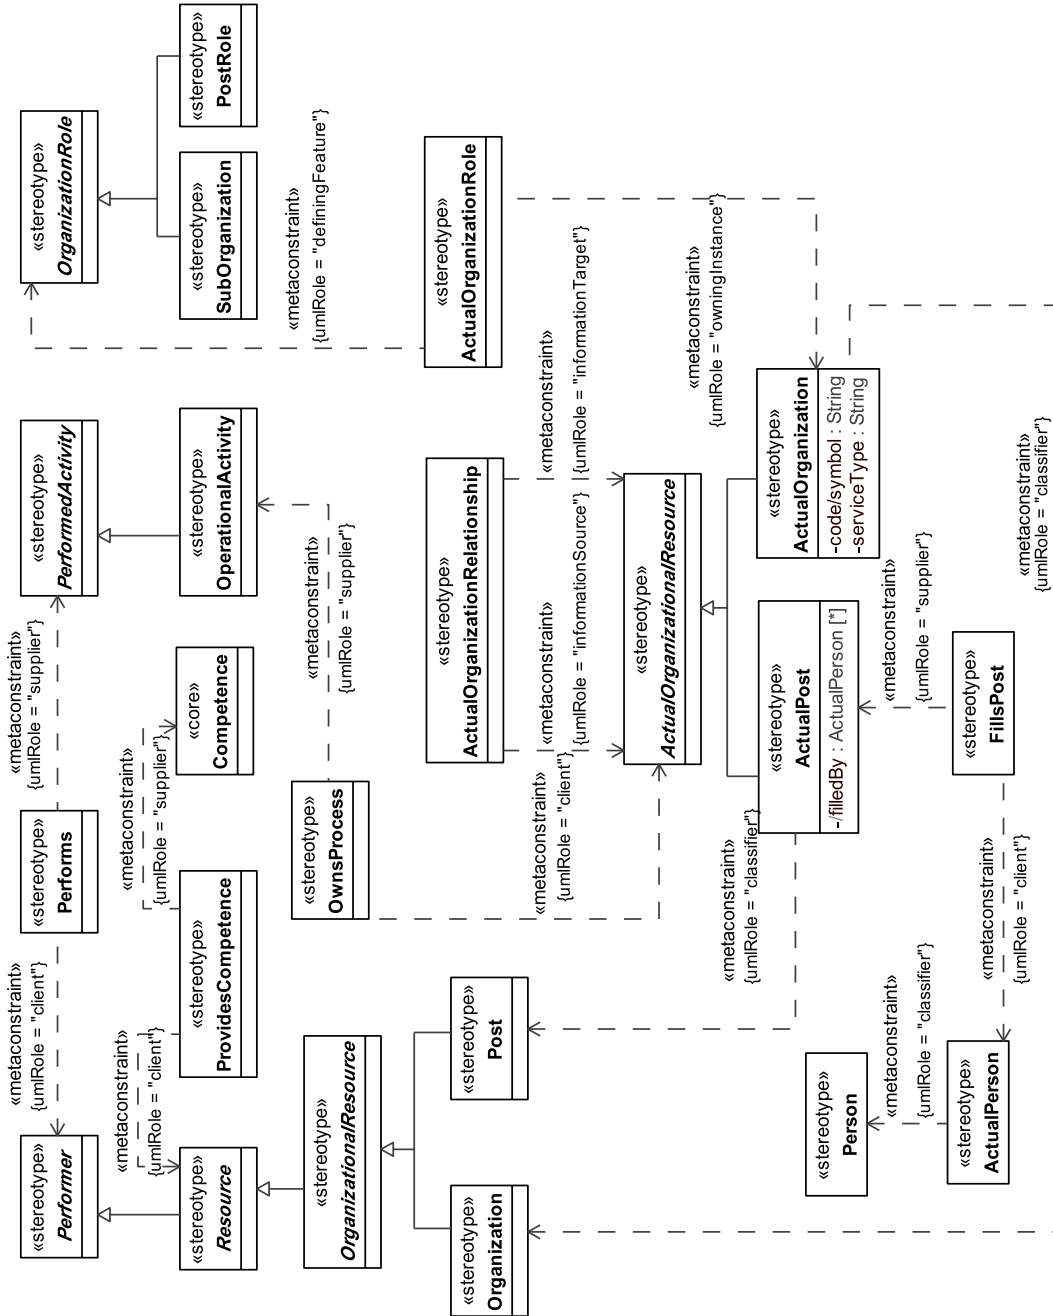 «stereotype»
Performer
«metaconstraint»
{umlRole = "client"}
«stereotype»
Performs
«metaconstraint»
{umlRole = "supplier"}
«stereotype»
PerformedActivity
«stereotype»
OrganizationRole
«stereotype»
Resource
«metaconstraint»
{umlRole = "client"}
«stereotype»
ProvidesCompetence
«metaconstraint»
{umlRole = "supplier"}
«core»
Competence
«stereotype»
OperationalActivity
«stereotype»
SubOrganization
«stereotype»
PostRole
«stereotype»
OrganizationalResource
«stereotype»
OwnsProcess
«metaconstraint»
{umlRole = "supplier"}
«metaconstraint»
{umlRole = "definingFeature"}
«stereotype»
Organization
«stereotype»
Post
«stereotype»
ActualOrganizationRelationship
«stereotype»
ActualOrganizationRole
«metaconstraint»
{umlRole = "client"}
«metaconstraint»
{umlRole = "informationSource"}
«metaconstraint»
{umlRole = "informationTarget"}
«stereotype»
ActualOrganizationalResource
«metaconstraint»
{umlRole = "owningInstance"}
«metaconstraint»
{umlRole = "classifier"}
«stereotype»
ActualPost
-/filledBy : ActualPerson [*]
«stereotype»
ActualOrganization
-code/symbol : String
-serviceType : String
«stereotype»
Person
«metaconstraint»
{umlRole = "classifier"}
«metaconstraint»
{umlRole = "supplier"}
«stereotype»
ActualPerson
«metaconstraint»
{umlRole = "client"}
«stereotype»
FillsPost
«metaconstraint»
{umlRole = "classifier"}